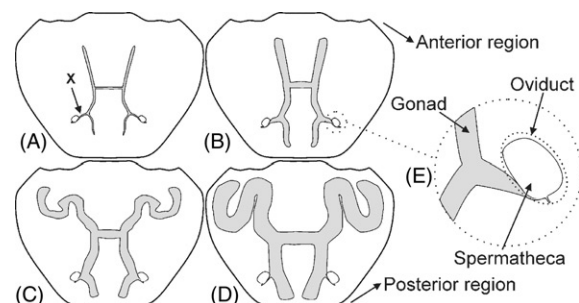 X
(A)
(B)
Anterior region
Oviduct
Gonad
(E)
Spermatheca
(C)
(D)
Posterior region